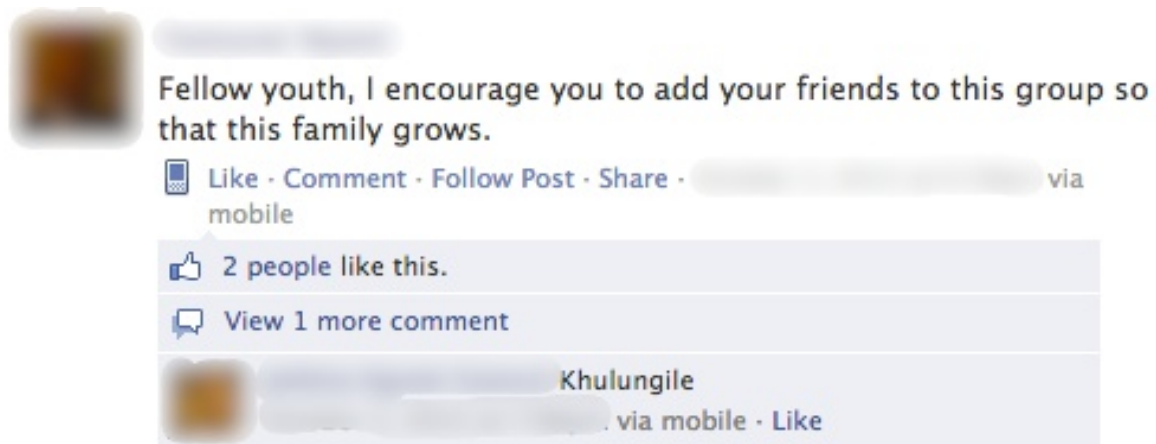 Fellow youth, I encourage you to add your friends to this group so
that this family grows.
Like · Comment · Follow Post · Share · via
mobile
2 people like this.
View 1 more comment
Khulungile
via mobile · Like